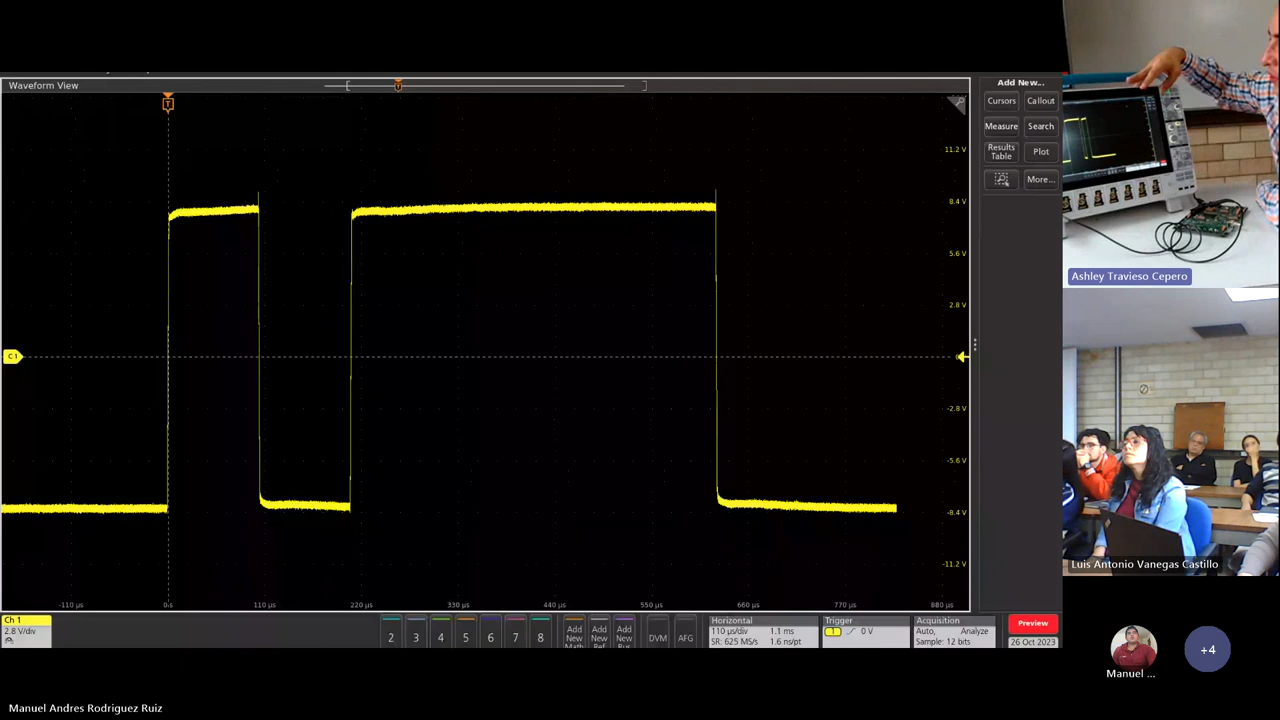 Waveform View
Add New...
Cursors Callout
Measure Search
Results Table Plot
More...
T
T
11.2 V
8.4 V
5.6 V
2.8 V
C 1
-2.8 V
-5.6 V
-8.4 V
-11.2 V
-110 µs 0 s 110 µs 220 µs 330 µs 440 µs 550 µs 660 µs 770 µs 880 µs
Ch 1
2.8 V/div
2 3 4 5 6 7 8
Add New Math
Add New Ref
Add New Bus
DVM AFG
Horizontal
110 µs/div 1.1 ms
SR: 625 MS/s 1.6 ns/pt
Trigger
1 0 V
Acquisition
Auto, Analyze
Sample: 12 bits
Preview
26 Oct 2023
Ashley Travieso Cepero
Luis Antonio Vanegas Castillo
Manuel ...
+4
Manuel Andres Rodriguez Ruiz